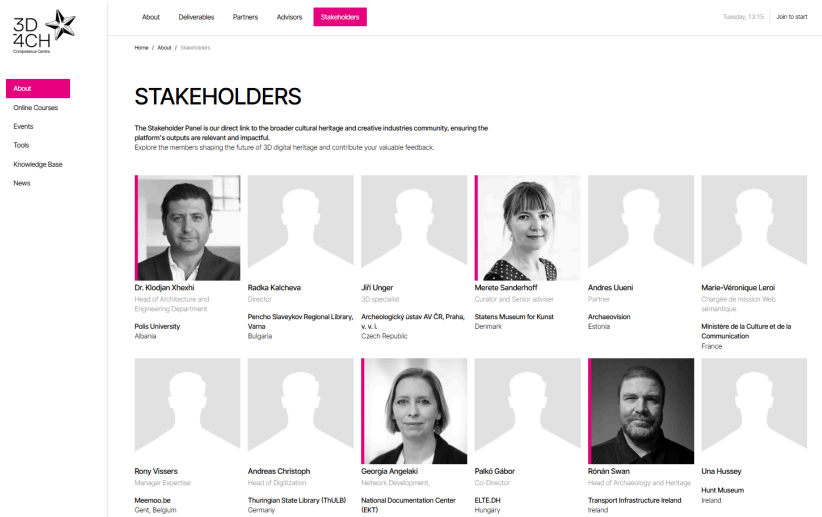 3D
4CH
Competence Centre
About
Deliverables
Partners
Advisors
Stakeholders
Tuesday, 13:15
Join to start
Home / About / Stakeholders
About
Online Courses
Events
Tools
Knowledge Base
News
STAKEHOLDERS
The Stakeholder Panel is our direct link to the broader cultural heritage and creative industries community, ensuring the
platform's outputs are relevant and impactful.
Explore the members shaping the future of 3D digital heritage and contribute your valuable feedback.
Dr. Klodjan Xhexhi
Head of Architecture and
Engineering Department
Polis University
Albania
Radka Kalcheva
Director
Pencho Slaveykov Regional Library,
Varna
Bulgaria
Jiří Unger
3D specialist
Archeologický ústav AV ČR, Praha,
v. v. i.
Czech Republic
Merete Sanderhoff
Curator and Senior adviser
Statens Museum for Kunst
Denmark
Andres Uueni
Partner
Archaeovision
Estonia
Marie-Véronique Leroi
Chargée de mission Web
sémantique
Ministère de la Culture et de la
Communication
France
Rony Vissers
Manager Expertise
Meemoo.be
Gent, Belgium
Andreas Christoph
Head of Digitization
Thuringian State Library (ThULB)
Germany
Georgia Angelaki
Network Development,
National Documentation Center
(EKT)
Palkó Gábor
Co-Director
ELTE.DH
Hungary
Rónán Swan
Head of Archaeology and Heritage
Transport Infrastructure Ireland
Ireland
Una Hussey
Hunt Museum
Ireland